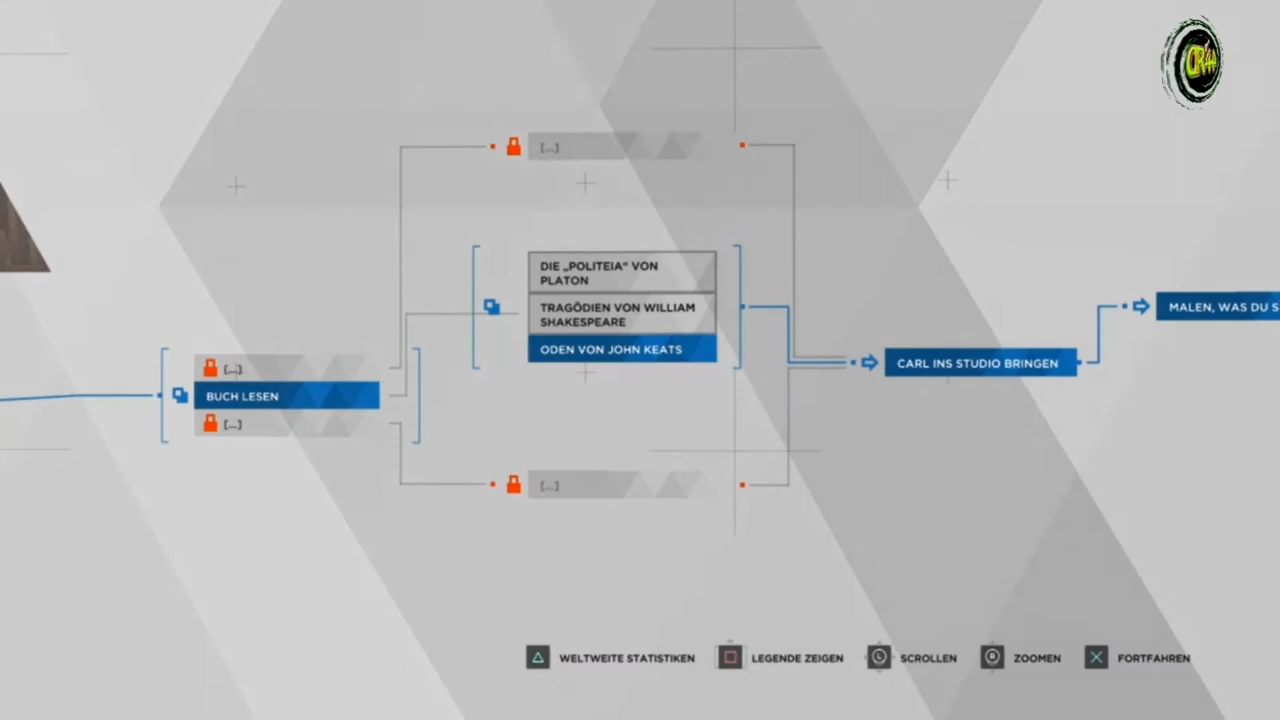 [...]
DIE „POLITEIA“ VON
PLATON
TRAGÖDIEN VON WILLIAM
SHAKESPEARE
ODEN VON JOHN KEATS
[...]
BUCH LESEN
[...]
[...]
CARL INS STUDIO BRINGEN
MALEN, WAS DU S
WELTWEITE STATISTIKEN
LEGENDE ZEIGEN
SCROLLEN
ZOOMEN
FORTFAHREN